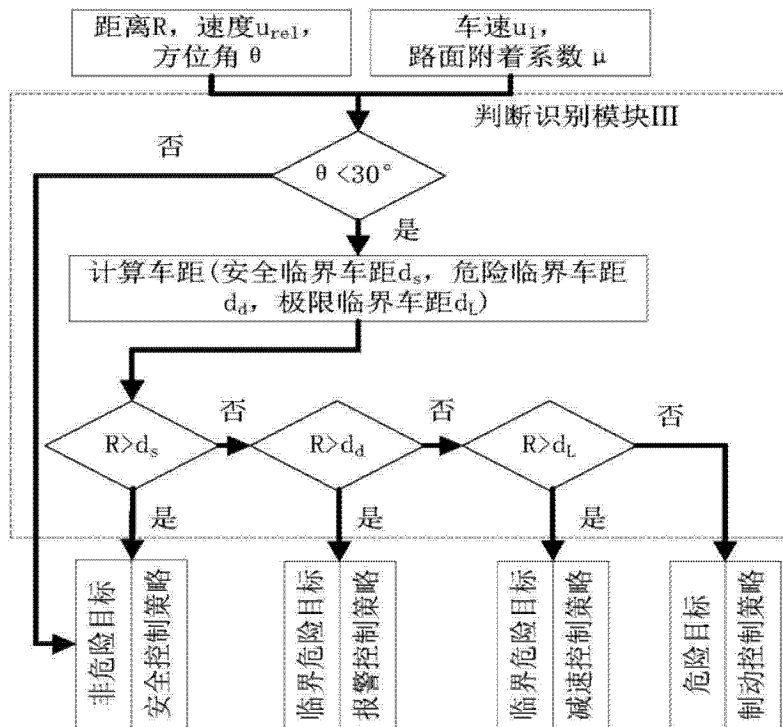 距离R，速度u_rel，
方位角θ
车速u_1，
路面附着系数μ
判断识别模块III
否
θ<30°
是
计算车距(安全临界车距d_s，危险临界车距
d_d，极限临界车距d_L)
R>d_s
否
R>d_d
否
R>d_L
否
是
是
是
非危险目标
安全控制策略
临界危险目标
报警控制策略
临界危险目标
减速控制策略
危险目标
制动控制策略